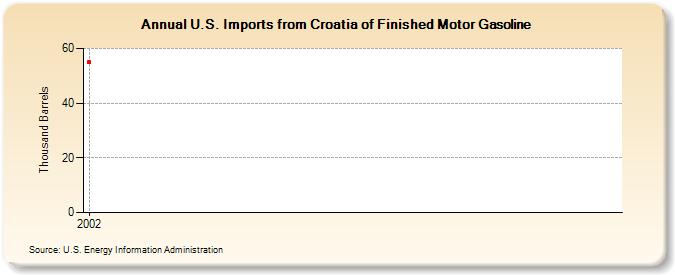 Annual U.S. Imports from Croatia of Finished Motor Gasoline
Thousand Barrels
60
40
20
0
2002
Source: U.S. Energy Information Administration